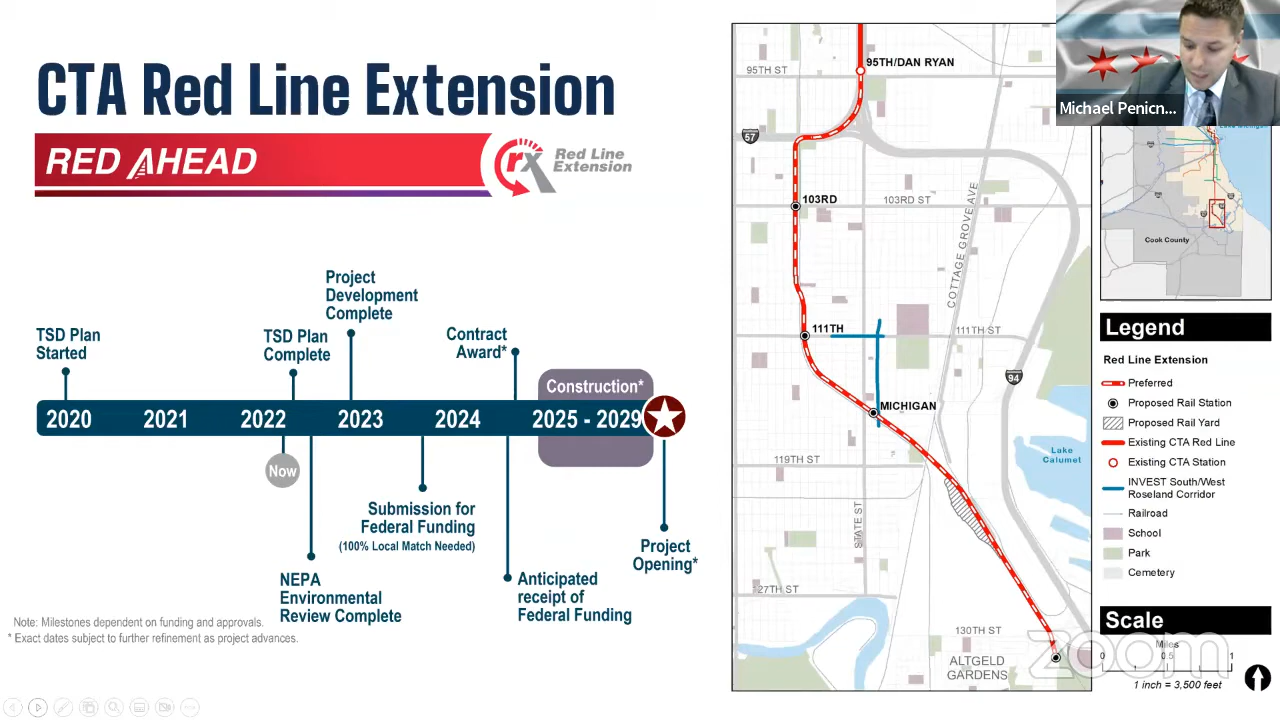 CTA Red Line Extension
RED AHEAD
rX
Red Line
Extension
TSD Plan
Started
TSD Plan
Complete
Project
Development
Complete
Contract
Award*
Construction*
2020
2021
2022
2023
2024
2025 - 2029
Now
Submission for
Federal Funding
(100% Local Match Needed)
NEPA
Environmental
Review Complete
Anticipated
receipt of
Federal Funding
Project
Opening*
Note: Milestones dependent on funding and approvals.
* Exact dates subject to further refinement as project advances.
95TH/DAN RYAN
95TH ST
57
103RD
103RD ST
COTTAGE GROVE AVE
111TH
111TH ST
94
MICHIGAN
119TH ST
STATE ST
Lake
Calumet
27TH ST
130TH ST
ALTGELD
GARDENS
Michael Penicn...
Cook County
Legend
Red Line Extension
Preferred
Proposed Rail Station
Proposed Rail Yard
Existing CTA Red Line
Existing CTA Station
INVEST South/West
Roseland Corridor
Railroad
School
Park
Cemetery
Scale
Miles
0 0.5 1
1 inch = 3,500 feet
zoom